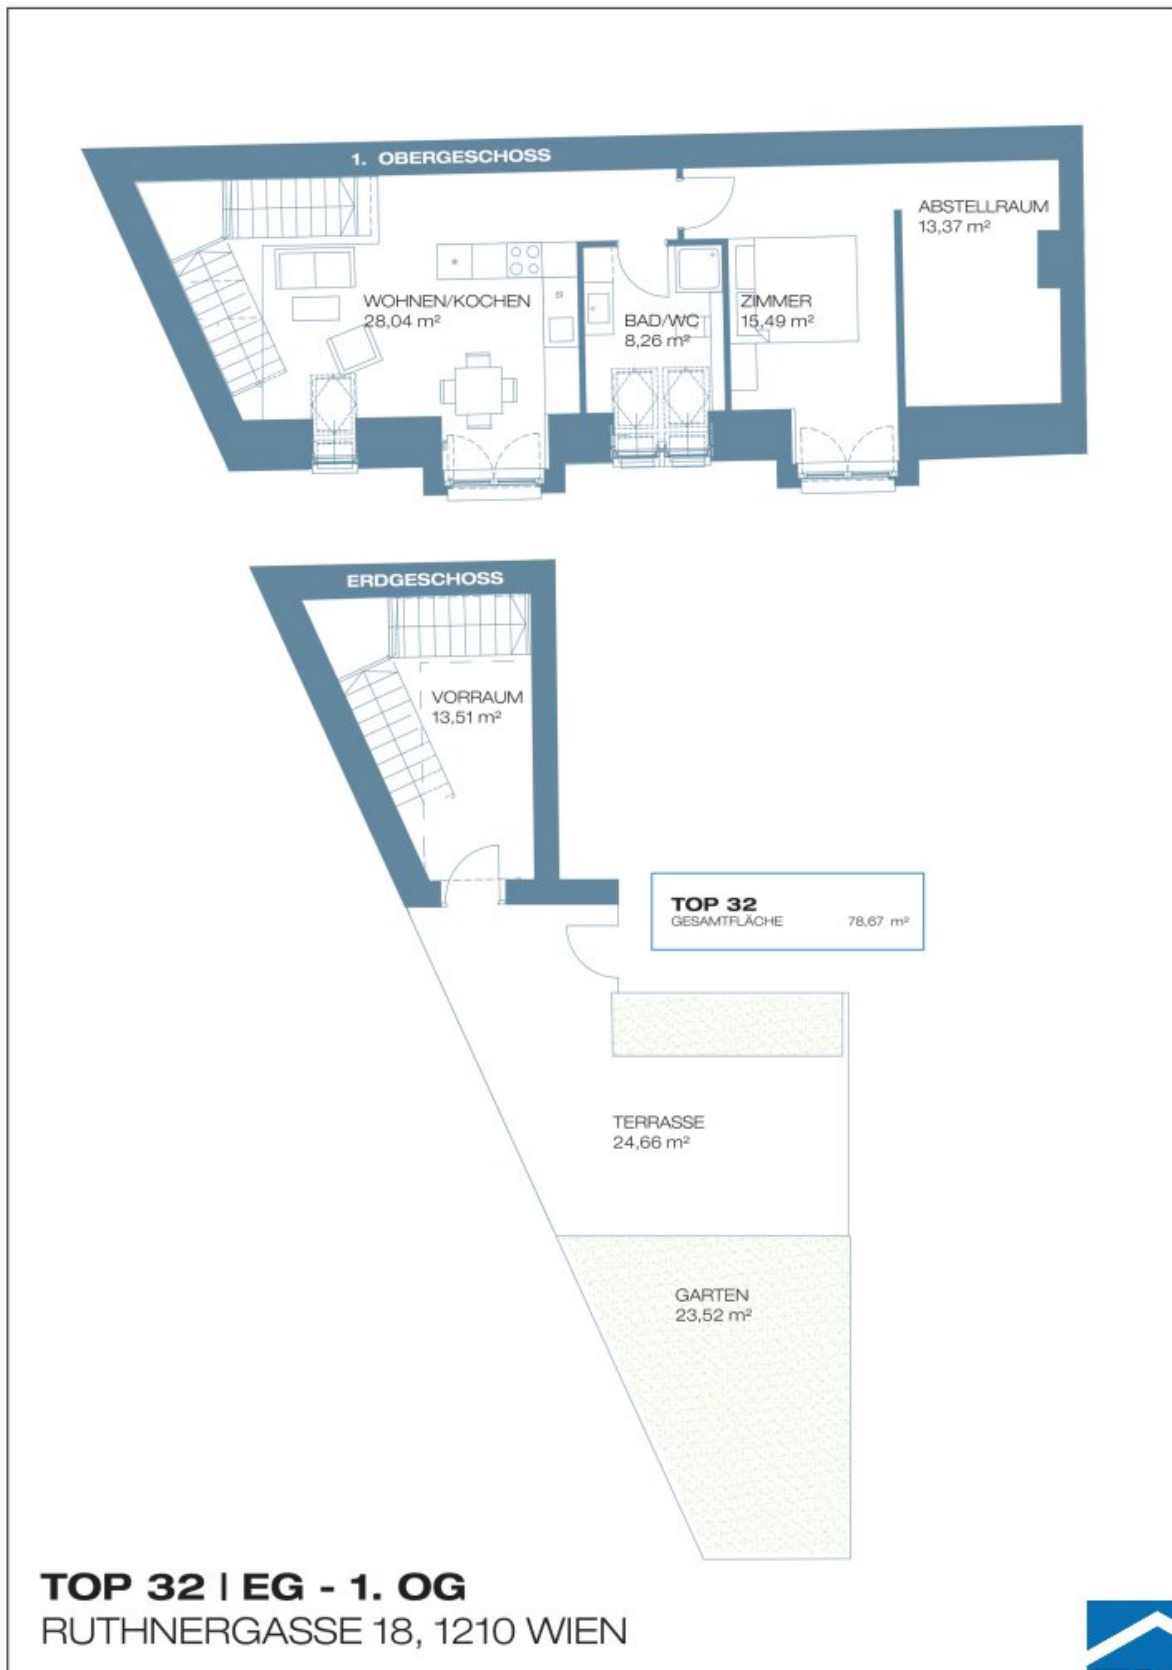 1. OBERGESCHOSS
ABSTELLRAUM
13,37 m²
WOHNEN/KOCHEN
28,04 m²
ZIMMER
15,49 m²
BAD/WC
8,26 m²
ERDGESCHOSS
VORRAUM
13,51 m²
TOP 32
GESAMTFLÄCHE 78,67 m²
TERRASSE
24,66 m²
GARTEN
23,52 m²
TOP 32 | EG - 1. OG
RUTHNERGASSE 18, 1210 WIEN